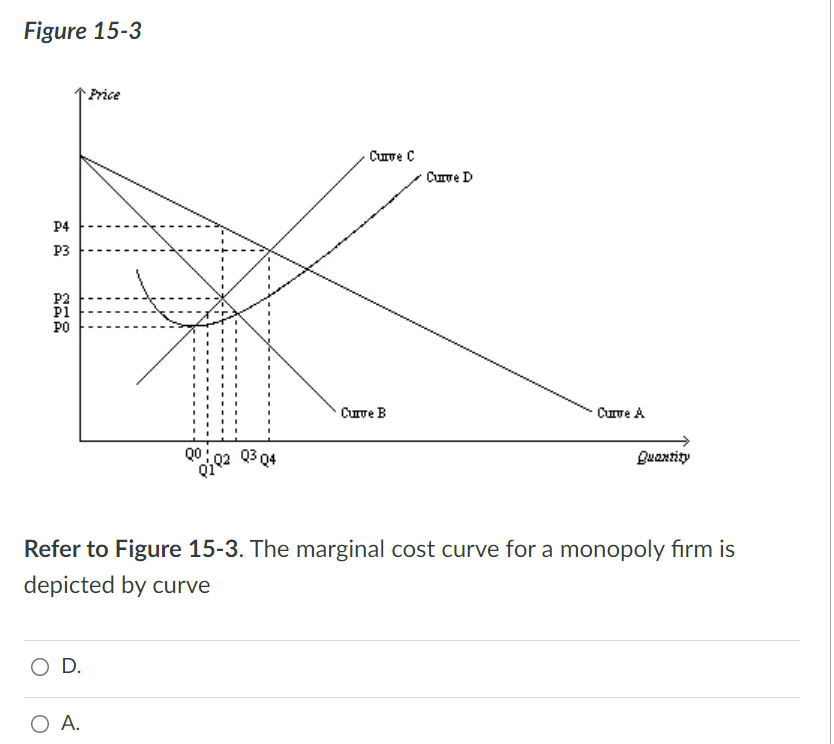 Figure 15-3
Price
Curve C
Curve D
P4
P3
P2
P1
P0
Curve B
Curve A
Q0 Q2 Q3 Q4
Q1
Quantity
Refer to Figure 15-3. The marginal cost curve for a monopoly firm is
depicted by curve
D.
A.